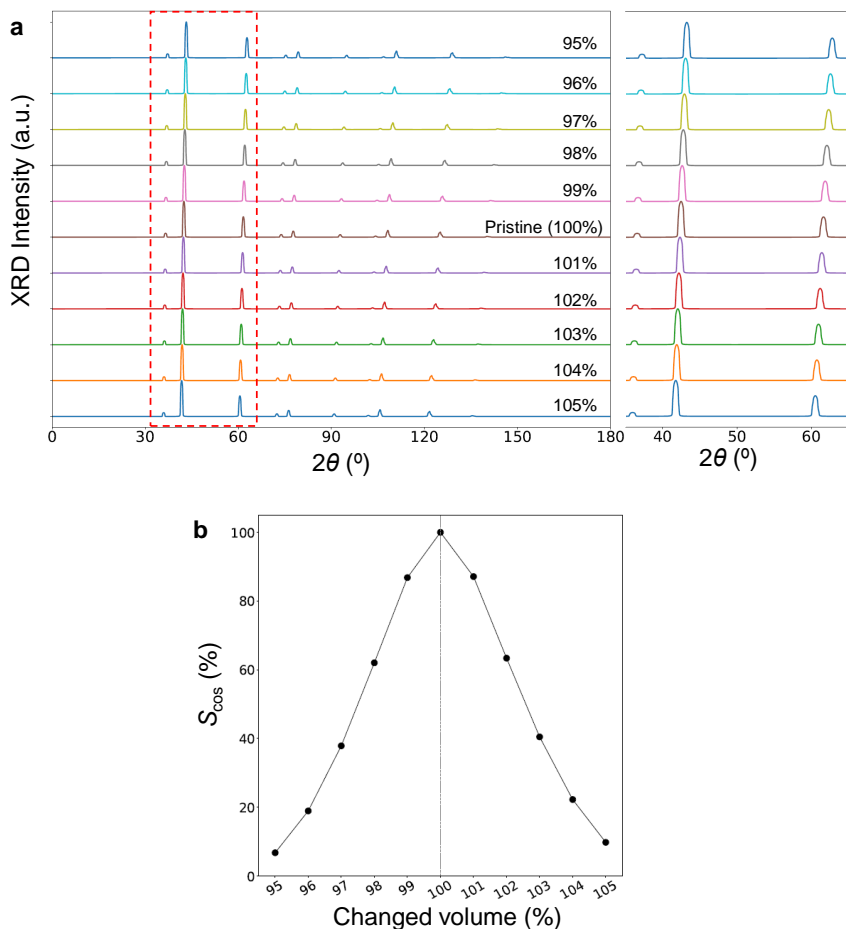 a
XRD Intensity (a.u.)
95%
96%
97%
98%
99%
Pristine (100%)
101%
102%
103%
104%
105%
0 30 60 90 120 150 180
2θ (º)
40 50 60
2θ (º)
b
S_cos (%)
100
80
60
40
20
0
95 96 97 98 99 100 101 102 103 104 105
Changed volume (%)